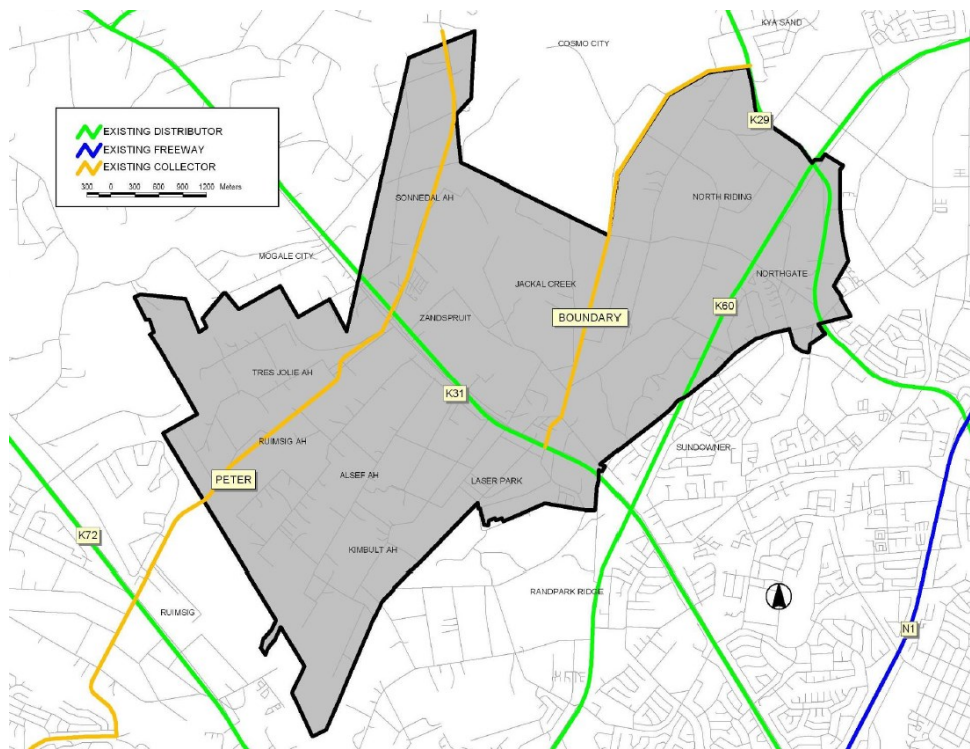 KYA SAND
COSMO CITY
EXISTING DISTRIBUTOR
EXISTING FREEWAY
EXISTING COLLECTOR
300 0 300 600 900 1200 Meters
K29
SONNEDAL AH
NORTH RIDING
MOGALE CITY
NORTHGATE
JACKAL CREEK
K60
ZANDSPRUIT
BOUNDARY
TRES JOLIE AH
K31
RUIMSIG AH
SUNDOWNER
PETER
ALSEF AH
LASER PARK
K72
KIMBULT AH
RANDPARK RIDGE
RUIMSIG
N1